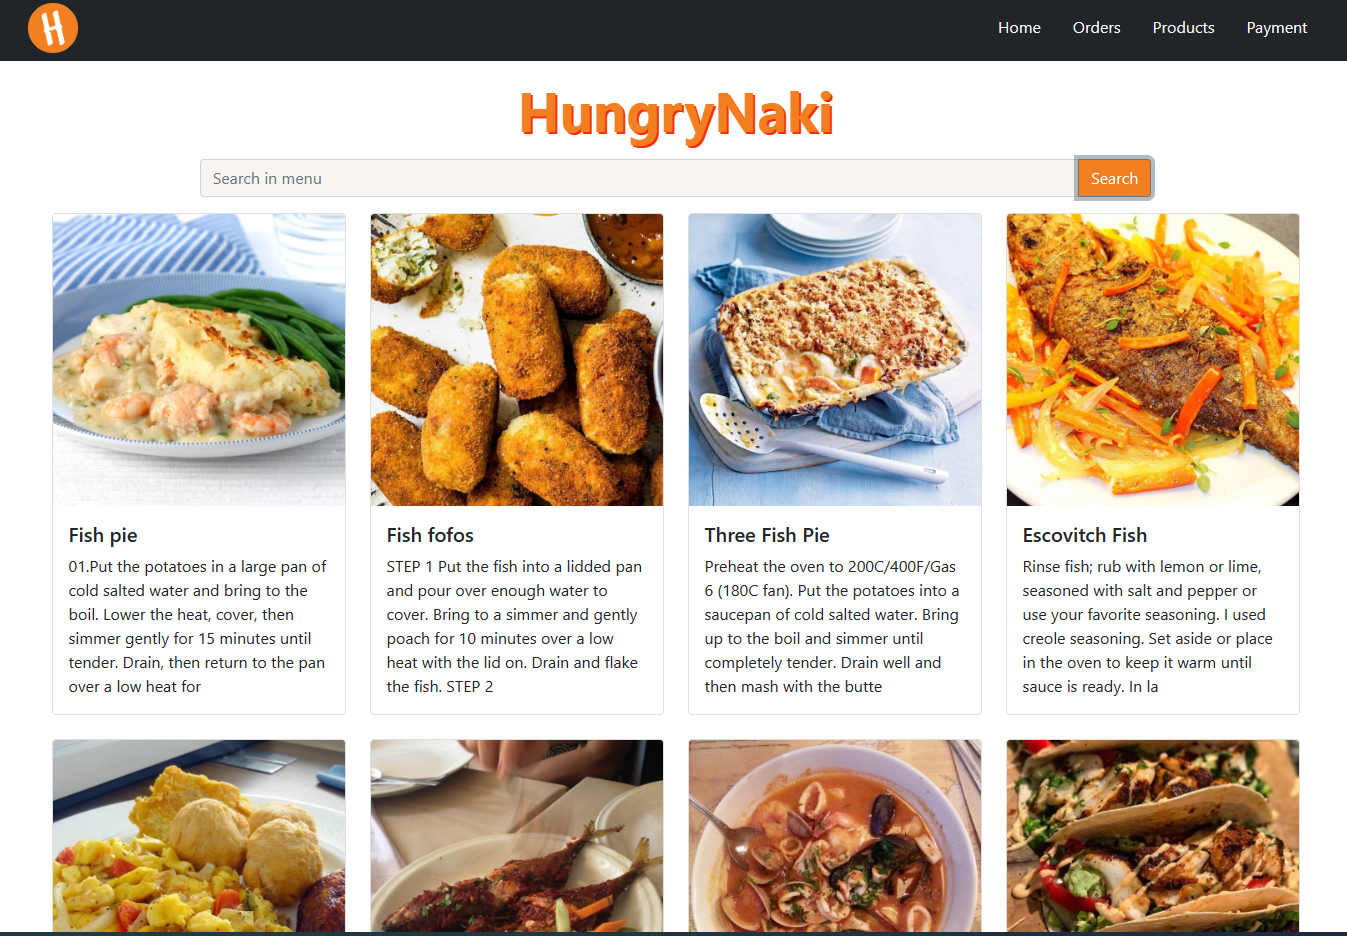 H
Home Orders Products Payment
HungryNaki
Search in menu
Search
Fish pie
01.Put the potatoes in a large pan of
cold salted water and bring to the
boil. Lower the heat, cover, then
simmer gently for 15 minutes until
tender. Drain, then return to the pan
over a low heat for
Fish fofos
STEP 1 Put the fish into a lidded pan
and pour over enough water to
cover. Bring to a simmer and gently
poach for 10 minutes over a low
heat with the lid on. Drain and flake
the fish. STEP 2
Three Fish Pie
Preheat the oven to 200C/400F/Gas
6 (180C fan). Put the potatoes into a
saucepan of cold salted water. Bring
up to the boil and simmer until
completely tender. Drain well and
then mash with the butte
Escovitch Fish
Rinse fish; rub with lemon or lime,
seasoned with salt and pepper or
use your favorite seasoning. I used
creole seasoning. Set aside or place
in the oven to keep it warm until
sauce is ready. In la